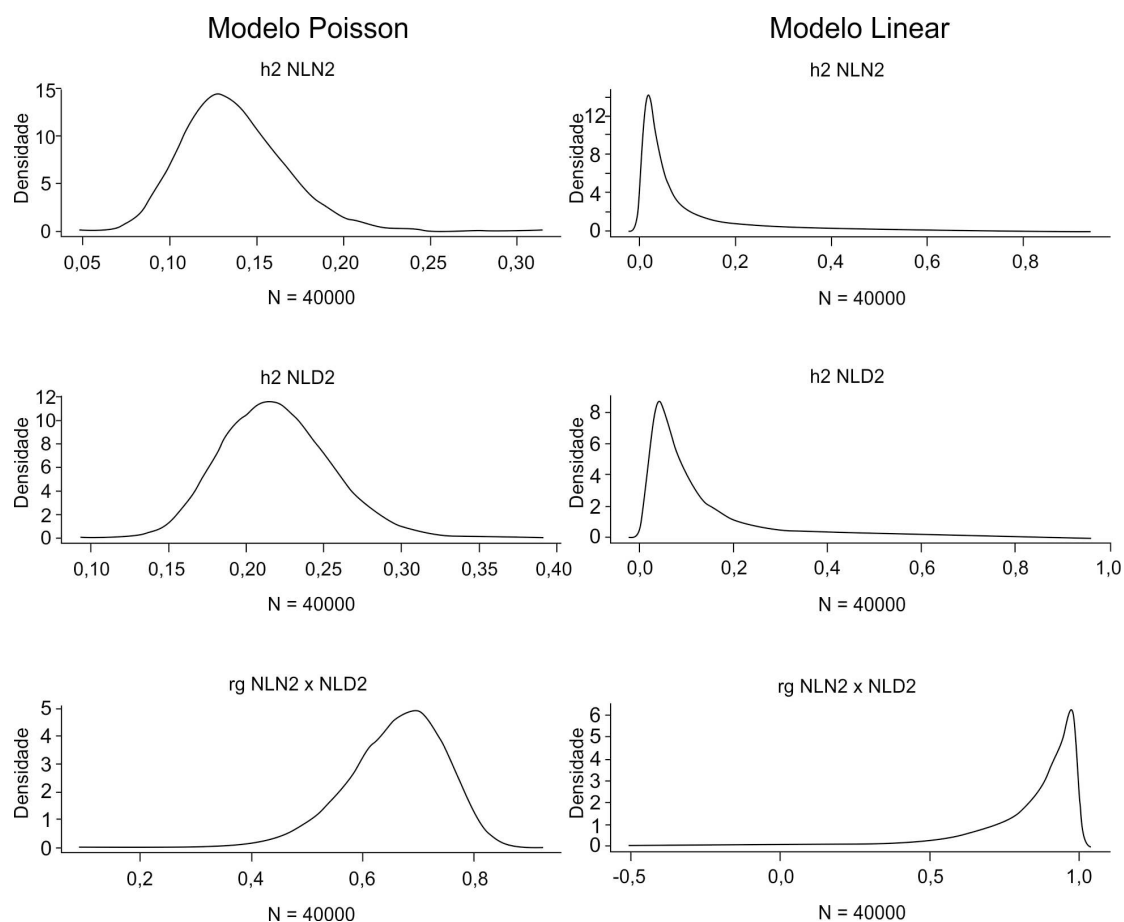 Modelo Poisson
Modelo Linear
h2 NLN2
Densidade
15
10
5
0
0,05 0,10 0,15 0,20 0,25 0,30
N = 40000
h2 NLN2
Densidade
12
8
4
0
0,0 0,2 0,4 0,6 0,8
N = 40000
h2 NLD2
Densidade
12
10
8
6
4
2
0
0,10 0,15 0,20 0,25 0,30 0,35 0,40
N = 40000
h2 NLD2
Densidade
8
6
4
2
0
0,0 0,2 0,4 0,6 0,8 1,0
N = 40000
rg NLN2 x NLD2
Densidade
5
4
3
2
1
0
0,2 0,4 0,6 0,8
N = 40000
rg NLN2 x NLD2
Densidade
6
5
4
3
2
1
0
-0,5 0,0 0,5 1,0
N = 40000